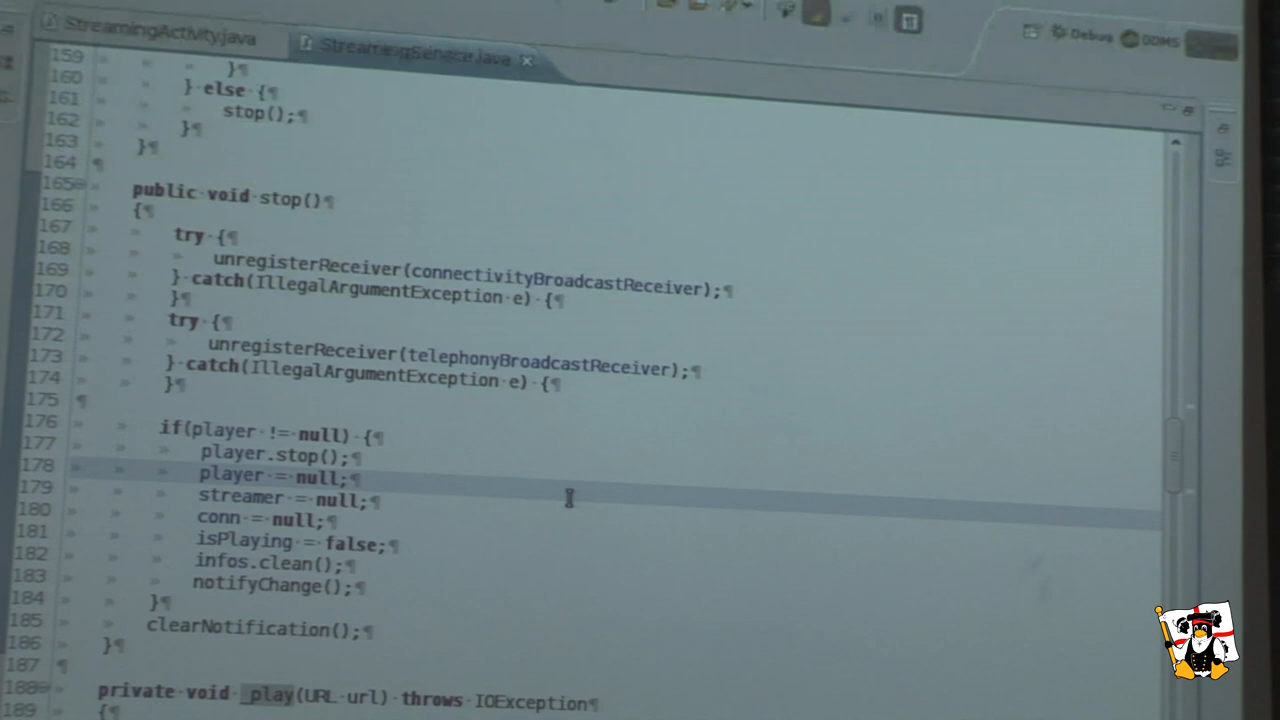 StreamingActivity.java
StreamingService.java
Debug
DDMS
159 }¶
160 } else {¶
161 stop();¶
162 }¶
163 }¶
164 ¶
165 public void stop()¶
166 {¶
167 try {¶
168 unregisterReceiver(connectivityBroadcastReceiver);¶
169 } catch(IllegalArgumentException e) {¶
170 }¶
171 try {¶
172 unregisterReceiver(telephonyBroadcastReceiver);¶
173 } catch(IllegalArgumentException e) {¶
174 }¶
175 ¶
176 if(player != null) {¶
177 player.stop();¶
178 player = null;¶
179 streamer = null;¶
180 conn = null;¶
181 isPlaying = false;¶
182 infos.clean();¶
183 notifyChange();¶
184 }¶
185 clearNotification();¶
186 }¶
187 ¶
188 private void _play(URL url) throws IOException¶
189 {¶